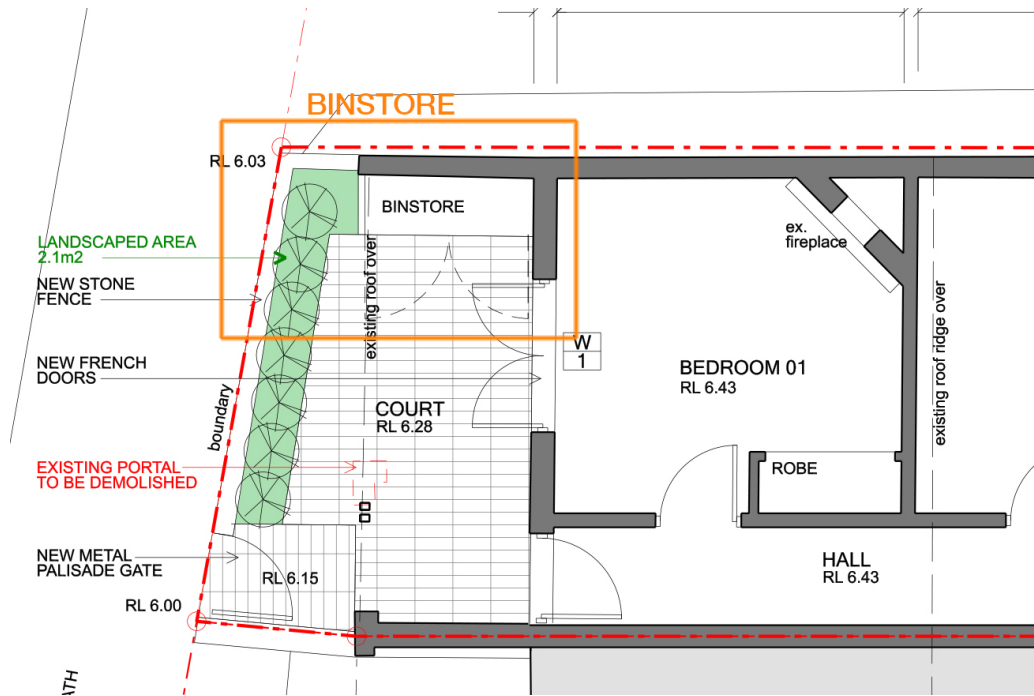 BINSTORE
RL 6.03
BINSTORE
ex.
fireplace
LANDSCAPED AREA
2.1m2
NEW STONE
FENCE
existing roof over
existing roof ridge over
W
1
NEW FRENCH
DOORS
BEDROOM 01
RL 6.43
boundary
COURT
RL 6.28
EXISTING PORTAL
TO BE DEMOLISHED
ROBE
NEW METAL
PALISADE GATE
RL 6.15
HALL
RL 6.43
RL 6.00
ATH